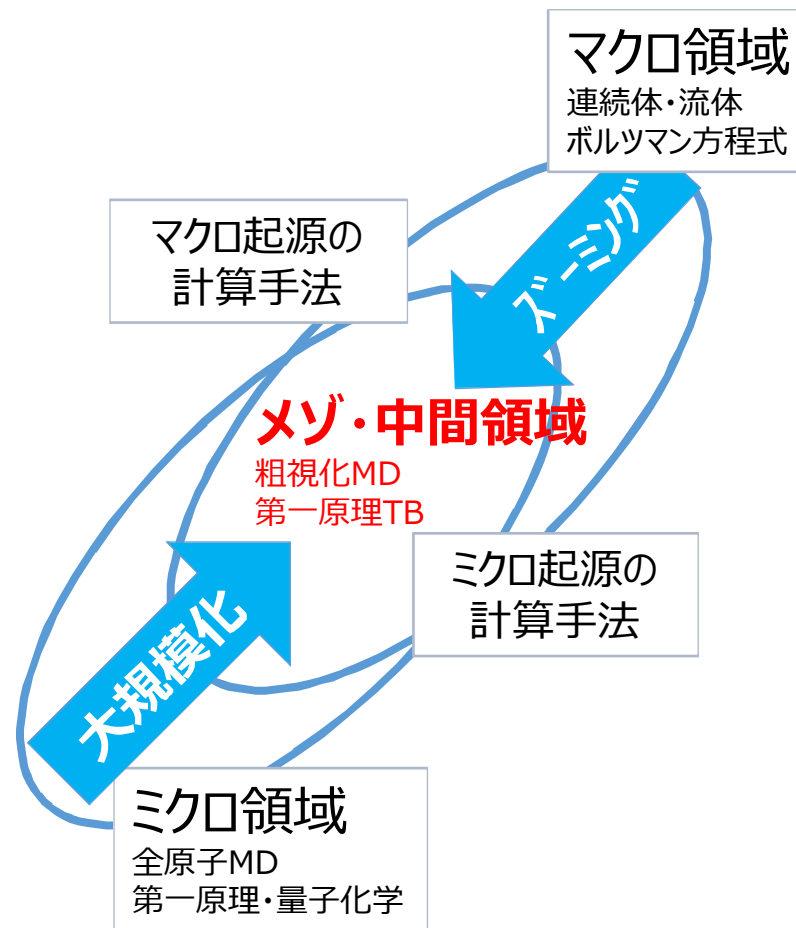 マクロ領域
連続体・流体
ボルツマン方程式
ズーミング
マクロ起源の
計算手法
メゾ・中間領域
粗視化MD
第一原理TB
ミクロ起源の
計算手法
大規模化
ミクロ領域
全原子MD
第一原理・量子化学